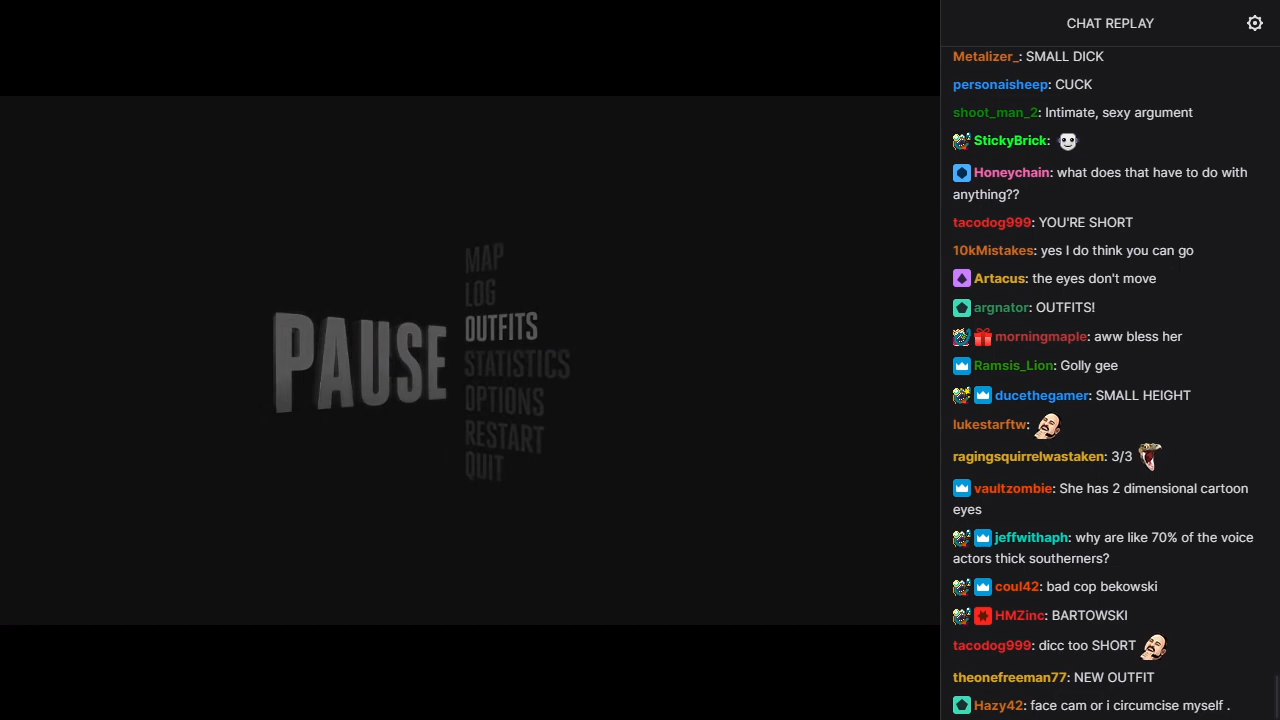 PAUSE
MAP
LOG
OUTFITS
STATISTICS
OPTIONS
RESTART
QUIT
CHAT REPLAY
Metalizer_: SMALL DICK
personaisheep: CUCK
shoot_man_2: Intimate, sexy argument
StickyBrick:
Honeychain: what does that have to do with
anything??
tacodog999: YOU'RE SHORT
10kMistakes: yes I do think you can go
Artacus: the eyes don't move
argnator: OUTFITS!
morningmaple: aww bless her
Ramsis_Lion: Golly gee
ducethegamer: SMALL HEIGHT
lukestarftw:
ragingsquirrelwastaken: 3/3
vaultzombie: She has 2 dimensional cartoon
eyes
jeffwithaph: why are like 70% of the voice
actors thick southerners?
coul42: bad cop bekowski
HMZinc: BARTOWSKI
tacodog999: dicc too SHORT
theonefreeman77: NEW OUTFIT
Hazy42: face cam or i circumcise myself .